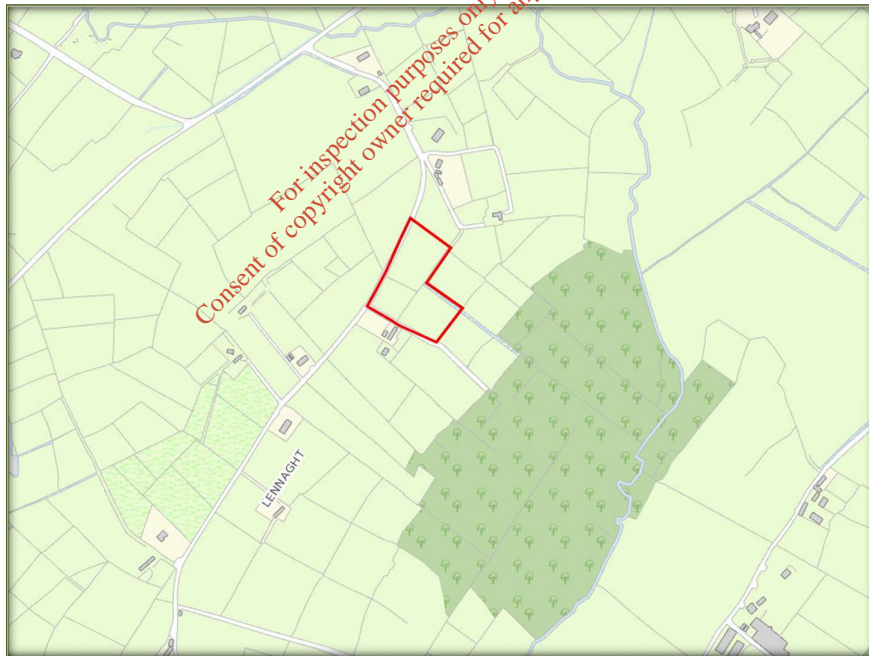 For inspection purposes only
Consent of copyright owner required for any
LENNAGHT